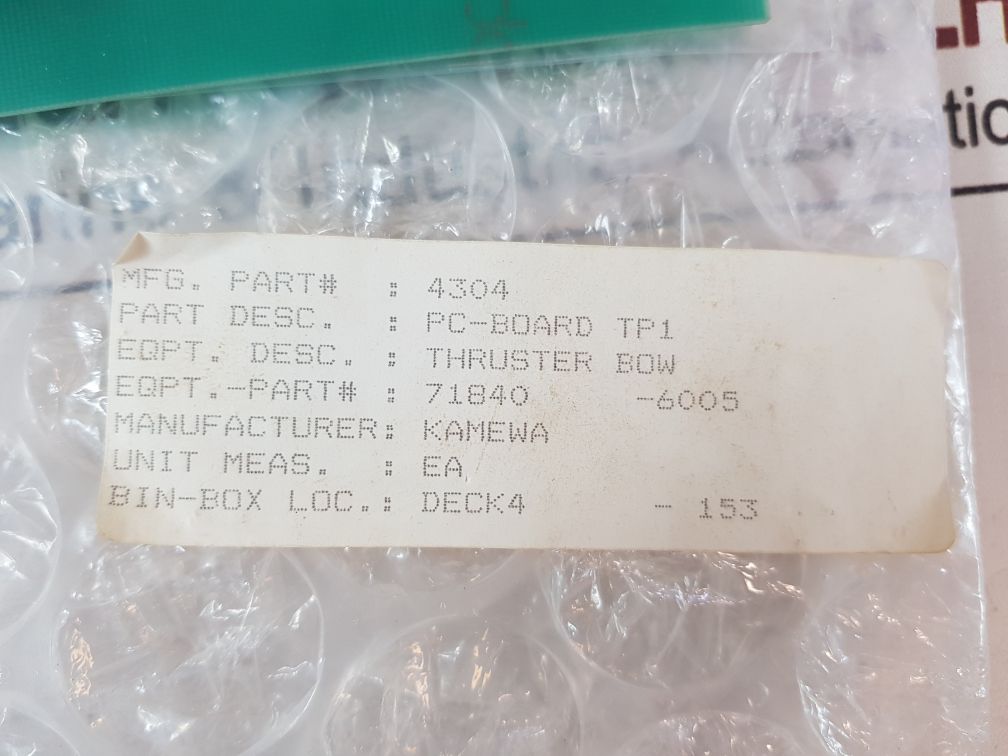 MFG. PART# : 4304
PART DESC. : PC-BOARD TP1
EQPT. DESC. : THRUSTER BOW
EQPT.-PART# : 71840 -6005
MANUFACTURER: KAMEWA
UNIT MEAS. : EA
BIN-BOX LOC.: DECK4 - 153